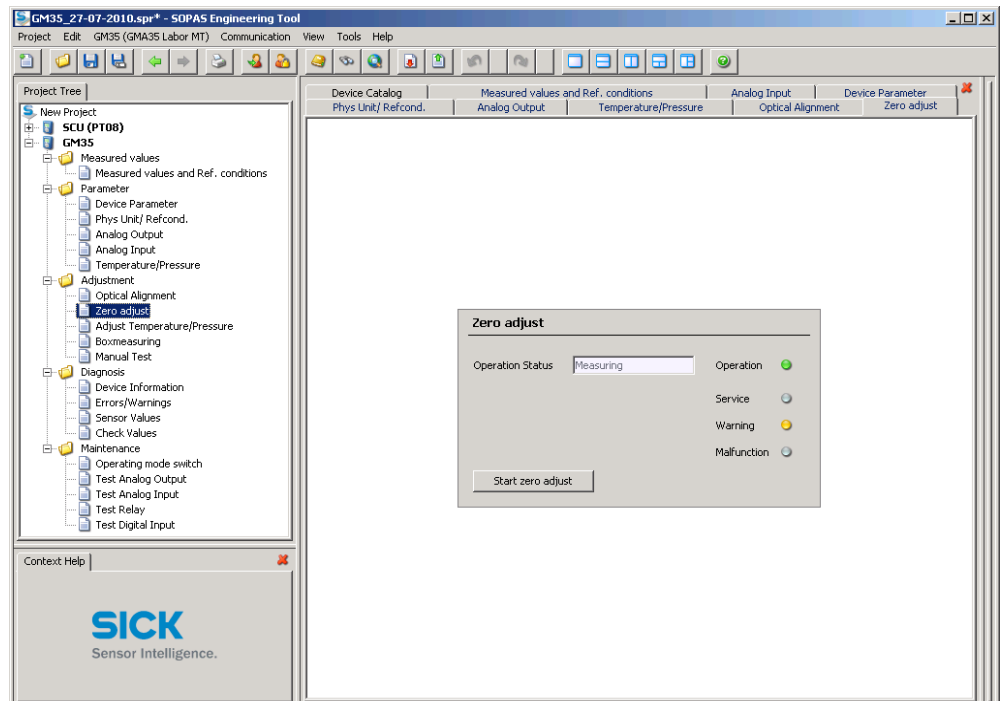 GM35_27-07-2010.spr* - SOPAS Engineering Tool
Project Edit GM35 (GMA35 Labor MT) Communication View Tools Help
Project Tree
New Project
SCU (PT08)
GM35
Measured values
Measured values and Ref. conditions
Parameter
Device Parameter
Phys Unit/ Refcond.
Analog Output
Analog Input
Temperature/Pressure
Adjustment
Optical Alignment
Zero adjust
Adjust Temperature/Pressure
Boxmeasuring
Manual Test
Diagnosis
Device Information
Errors/Warnings
Sensor Values
Check Values
Maintenance
Operating mode switch
Test Analog Output
Test Analog Input
Test Relay
Test Digital Input
Context Help
SICK
Sensor Intelligence.
Device Catalog Measured values and Ref. conditions Analog Input Device Parameter
Phys Unit/ Refcond. Analog Output Temperature/Pressure Optical Alignment Zero adjust
Zero adjust
Operation Status Measuring Operation
Service
Warning
Malfunction
Start zero adjust